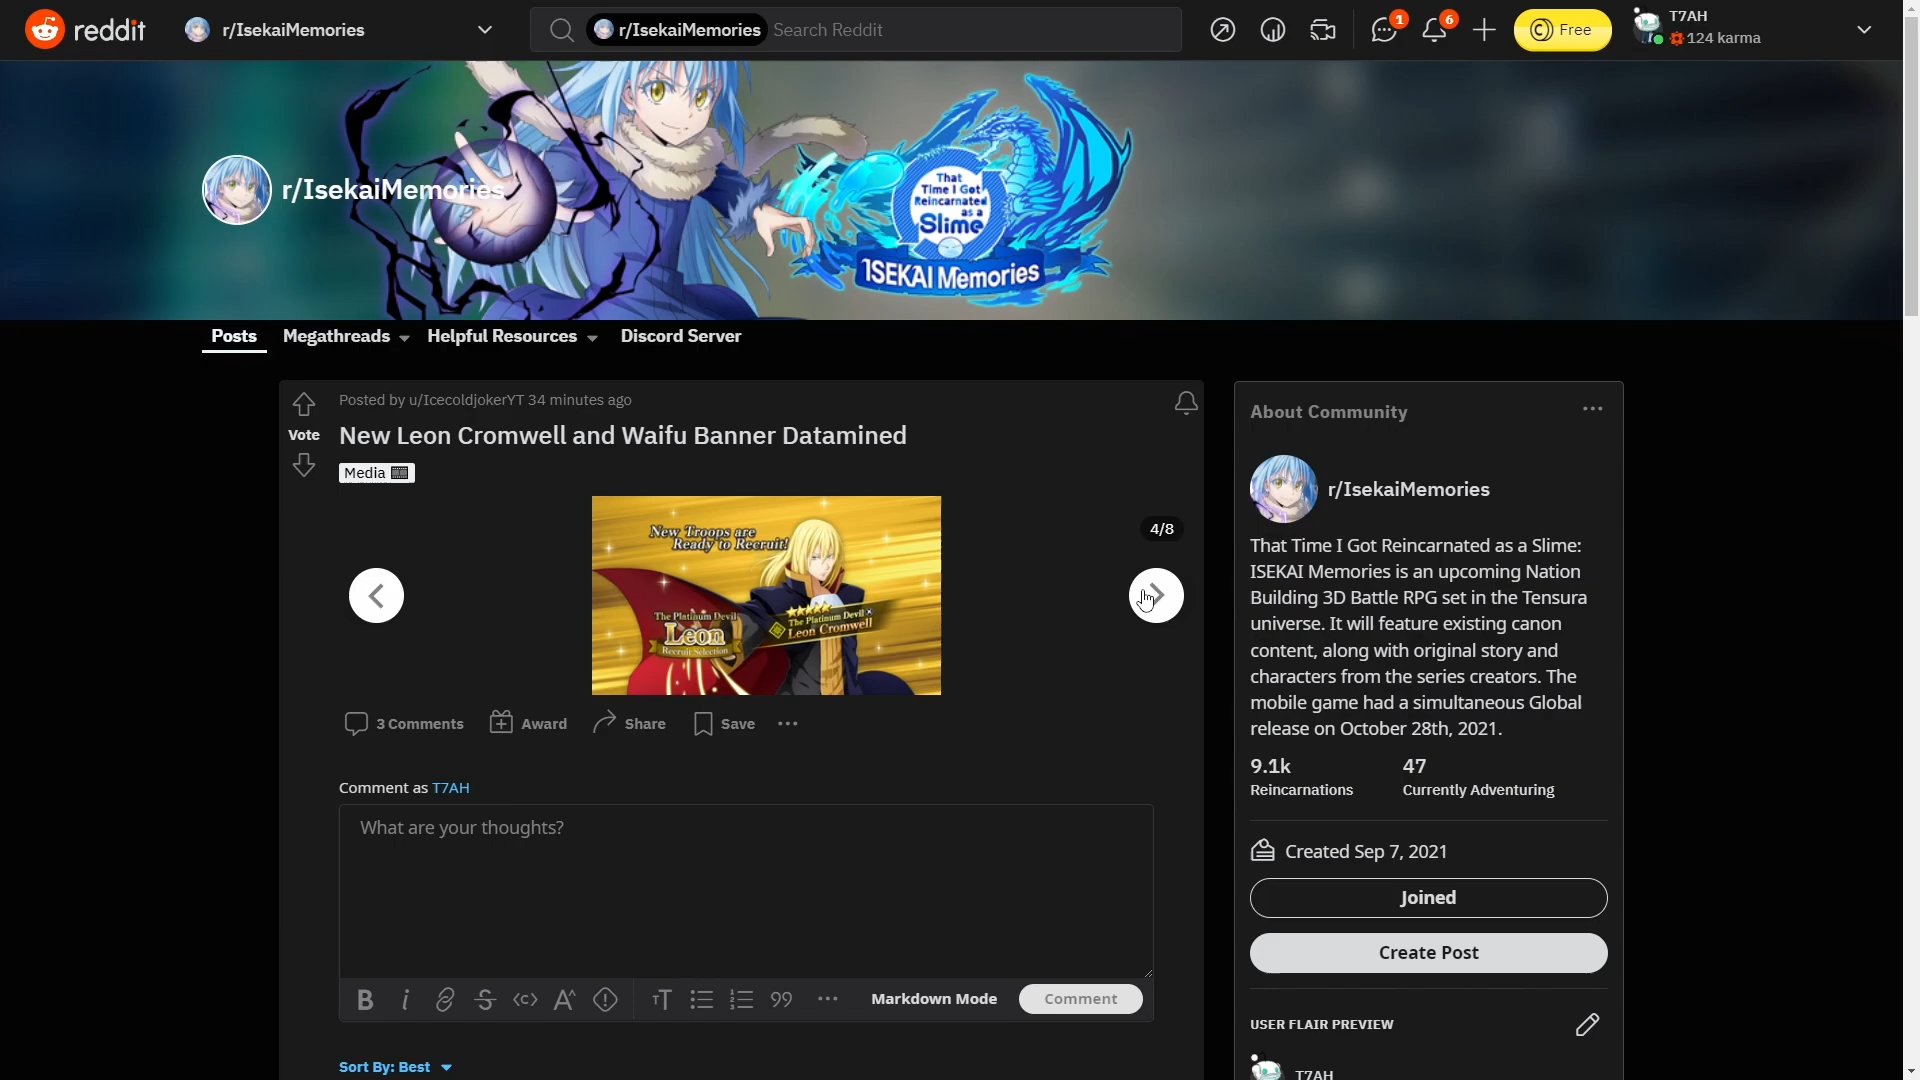 reddit
r/IsekaiMemories
r/IsekaiMemories Search Reddit
1
6
Free
T7AH
124 karma
r/IsekaiMemories
That
Time I Got
Reincarnated
as a
Slime
ISEKAI Memories
Posts
Megathreads
Helpful Resources
Discord Server
Vote
Posted by u/IcecoldjokerYT 34 minutes ago
New Leon Cromwell and Waifu Banner Datamined
Media
4/8
New Troops are
Ready to Recruit!
The Platinum Devil
Leon
Recruit Selection
The Platinum Devil
Leon Cromwell
3 Comments
Award
Share
Save
Comment as T7AH
What are your thoughts?
Markdown Mode
Comment
Sort By: Best
About Community
r/IsekaiMemories
That Time I Got Reincarnated as a Slime:
ISEKAI Memories is an upcoming Nation
Building 3D Battle RPG set in the Tensura
universe. It will feature existing canon
content, along with original story and
characters from the series creators. The
mobile game had a simultaneous Global
release on October 28th, 2021.
9.1k
Reincarnations
47
Currently Adventuring
Created Sep 7, 2021
Joined
Create Post
USER FLAIR PREVIEW
T7AH